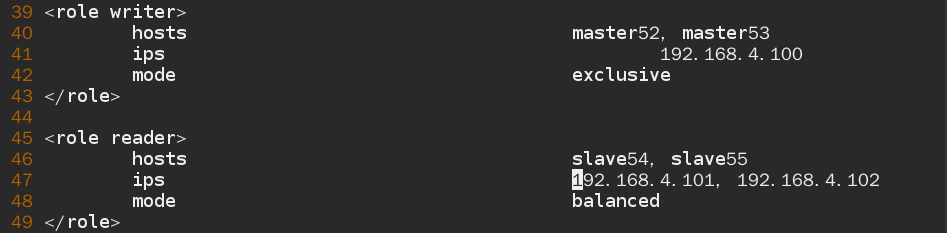 39 <role writer>
40         hosts                                   master52, master53
41         ips                                             192.168.4.100
42         mode                                    exclusive
43 </role>
44
45 <role reader>
46         hosts                                   slave54, slave55
47         ips                                     192.168.4.101, 192.168.4.102
48         mode                                    balanced
49 </role>